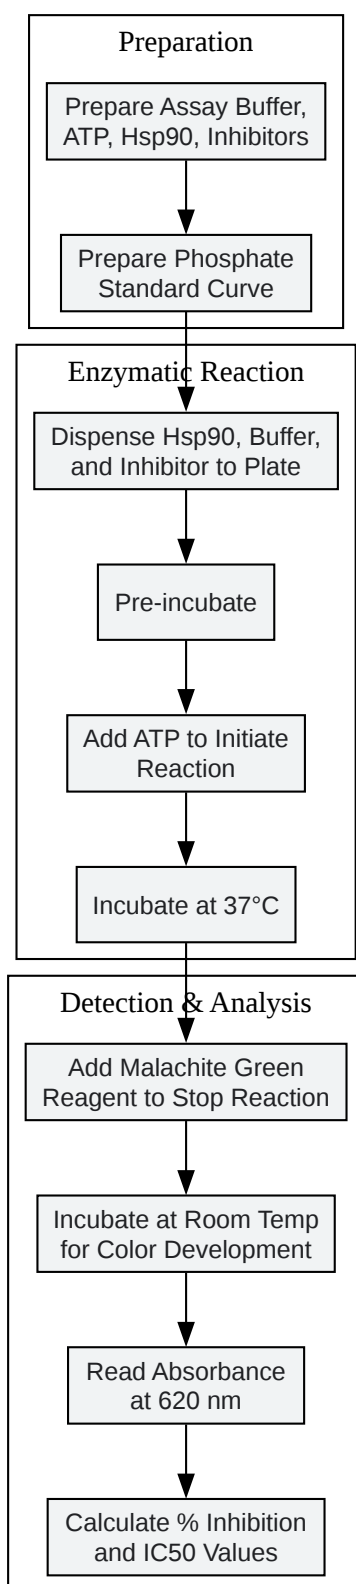 Preparation
Prepare Assay Buffer,
ATP, Hsp90, Inhibitors
Prepare Phosphate
Standard Curve
Enzymatic Reaction
Dispense Hsp90, Buffer,
and Inhibitor to Plate
Pre-incubate
Add ATP to Initiate
Reaction
Incubate at 37°C
Detection & Analysis
Add Malachite Green
Reagent to Stop Reaction
Incubate at Room Temp
for Color Development
Read Absorbance
at 620 nm
Calculate % Inhibition
and IC50 Values